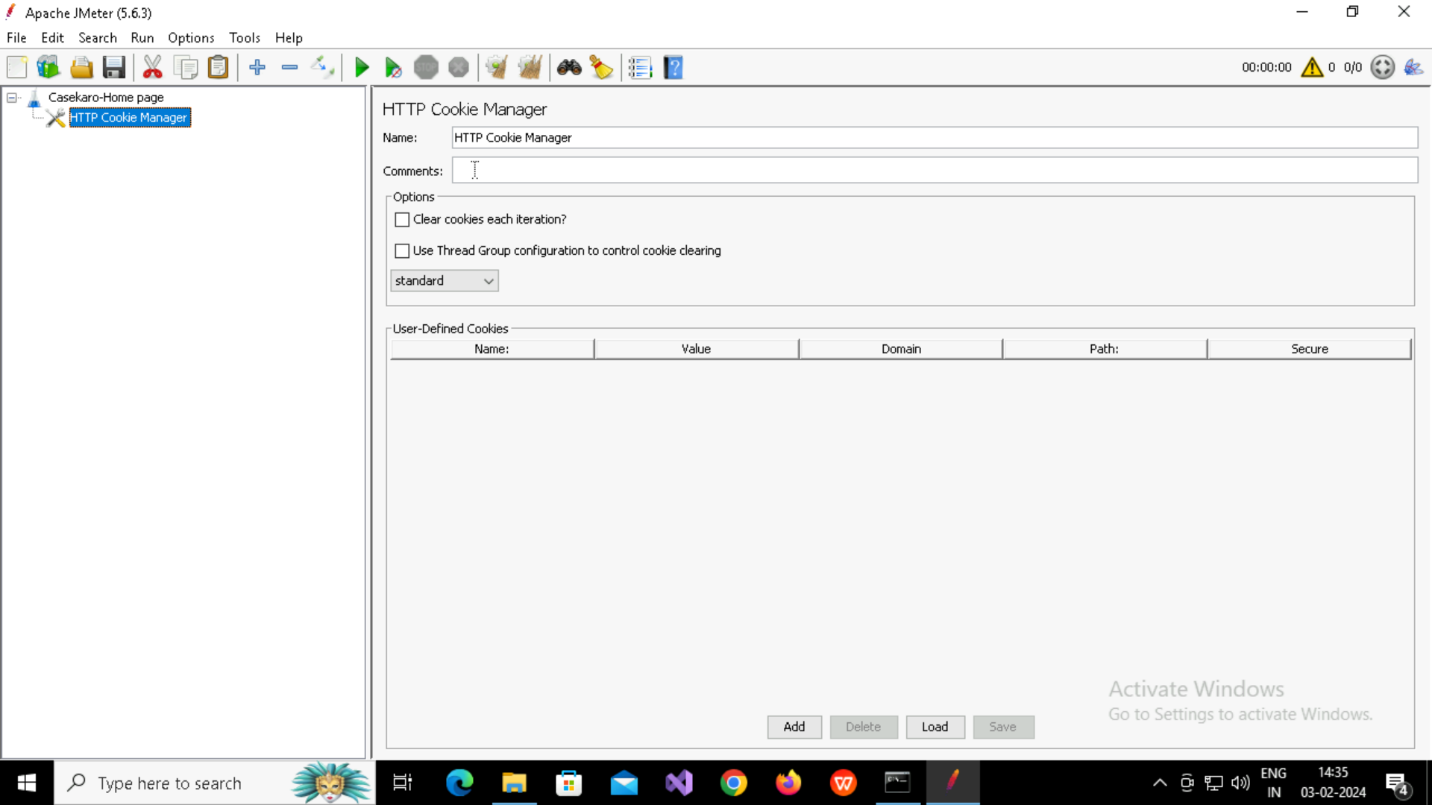 Apache JMeter (5.6.3)
File Edit Search Run Options Tools Help
00:00:00 0 0/0
Casekaro-Home page
HTTP Cookie Manager
HTTP Cookie Manager
Name: HTTP Cookie Manager
Comments:
Options
Clear cookies each iteration?
Use Thread Group configuration to control cookie clearing
standard
User-Defined Cookies
Name: Value Domain Path: Secure
Activate Windows
Go to Settings to activate Windows.
Add Delete Load Save
Type here to search
ENG
IN
14:35
03-02-2024
4